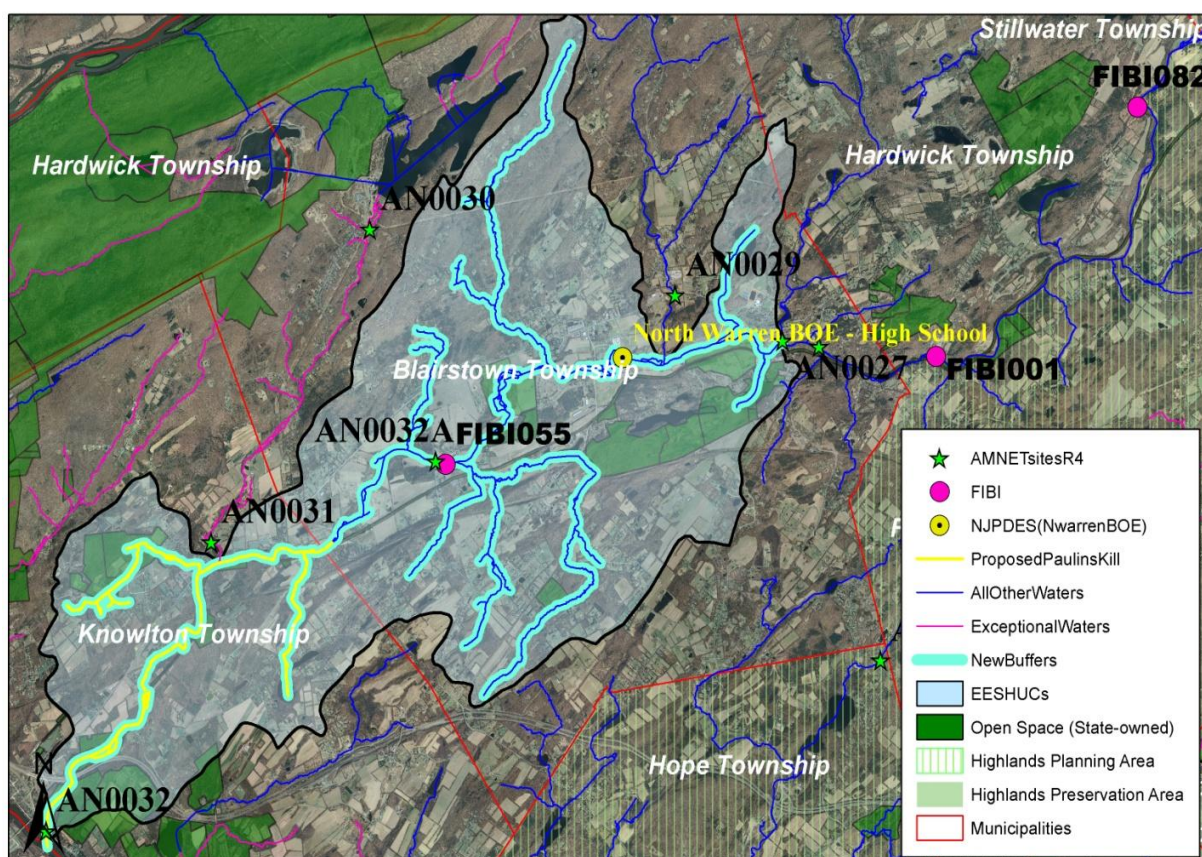 Stillwater Township
FIBI082
Hardwick Township
Hardwick Township
AN0030
AN0029
North Warren BOE - High School
Blairstown Township
AN0027
FIBI001
AN0032A
FIBI055
AN0031
Knowlton Township
Hope Township
N
AN0032
AMNETsitesR4
FIBI
NJPDES(NwarrenBOE)
ProposedPaulinsKill
AllOtherWaters
ExceptionalWaters
NewBuffers
EESHUCs
Open Space (State-owned)
Highlands Planning Area
Highlands Preservation Area
Municipalities